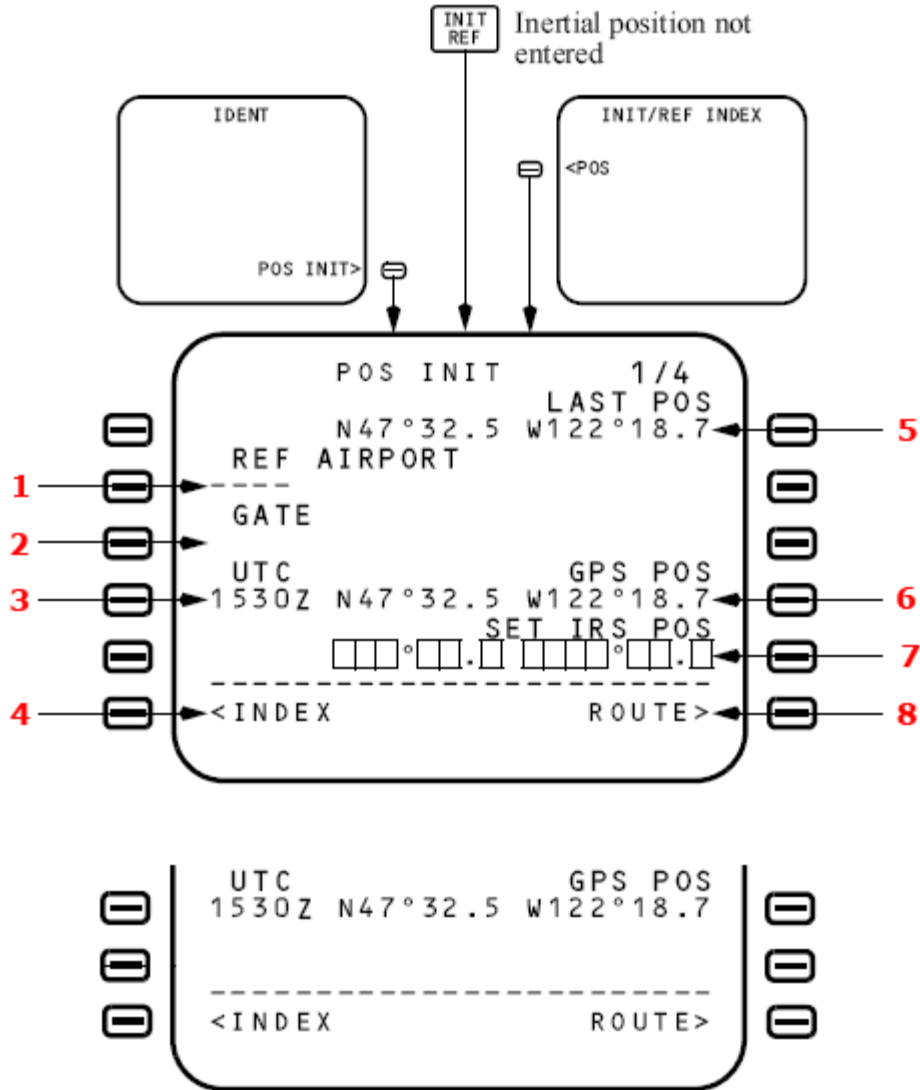 INIT
REF
Inertial position not
entered
IDENT
POS INIT>
INIT/REF INDEX
<POS
POS INIT 1/4
LAST POS
N47°32.5 W122°18.7
5
REF AIRPORT
1
----
GATE
2
UTC GPS POS
3
1530Z N47°32.5 W122°18.7
6
SET IRS POS
□□□°□□.□ □□□□°□□.□
7
--------------------------
4
<INDEX ROUTE>
8
UTC GPS POS
1530Z N47°32.5 W122°18.7
--------------------------
<INDEX ROUTE>